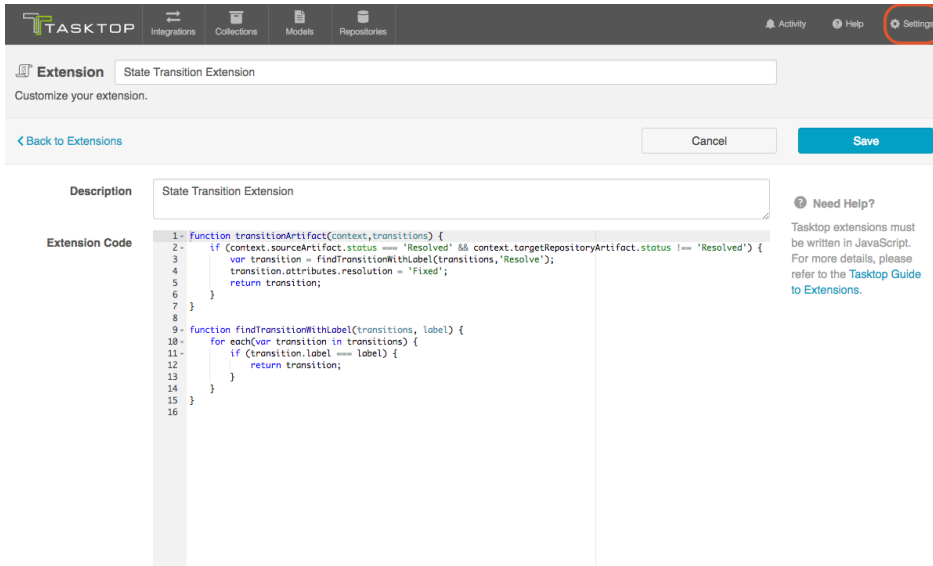 TASKTOP
Integrations
Collections
Models
Repositories
Activity
Help
Settings
Extension
State Transition Extension
Customize your extension.
Back to Extensions
Cancel
Save
Description
State Transition Extension
Need Help?
Tasktop extensions must
be written in JavaScript.
For more details, please
refer to the Tasktop Guide
to Extensions.
Extension Code
1 function transitionArtifact(context,transitions) {
2     if (context.sourceArtifact.status === 'Resolved' && context.targetRepositoryArtifact.status !== 'Resolved') {
3         var transition = findTransitionWithLabel(transitions,'Resolve');
4         transition.attributes.resolution = 'Fixed';
5         return transition;
6     }
7 }
8
9 function findTransitionWithLabel(transitions, label) {
10     for each(var transition in transitions) {
11         if (transition.label === label) {
12             return transition;
13         }
14     }
15 }
16